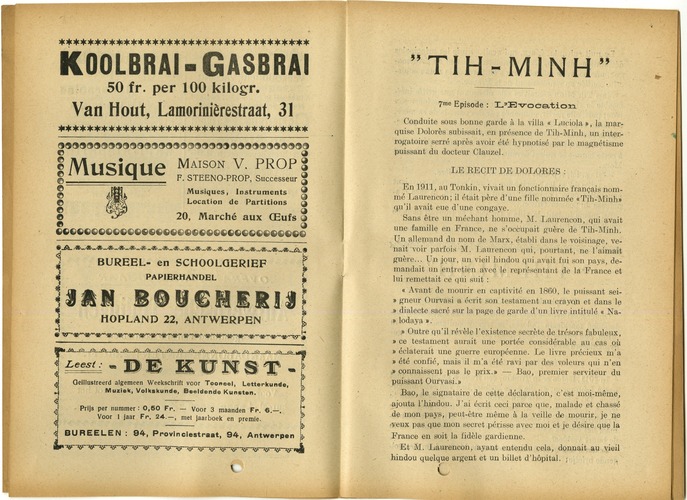 KOOLBRAI - GASBRAI
50 fr. per 100 kilogr.
Van Hout, Lamorinièrestraat, 31
Musique
MAISON V. PROP
F. STEENO-PROP, Successeur
Musiques, Instruments
Location de Partitions
20, Marché aux Œufs
BUREEL- en SCHOOLGERIEF
PAPIERHANDEL
JAN BOUCHERIJ
HOPLAND 22, ANTWERPEN
Leest: - DE KUNST -
Geïllustreerd algemeen Weekschrift voor Tooneel, Letterkunde,
Muziek, Volkskunde, Beeldende Kunsten.
Prijs per nummer: 0,50 Fr. — Voor 3 maanden Fr. 6.—.
Voor 1 jaar Fr. 24.—, met jaarboek en premie.
BUREELEN: 94, Provinciestraat, 94, Antwerpen
" TIH - MINH "
7me Episode : L'Evocation
Conduite sous bonne garde à la villa « Luciola », la mar-
quise Dolorès subissait, en présence de Tih-Minh, un inter-
rogatoire serré après avoir été hypnotisé par le magnétisme
puissant du docteur Clauzel.
LE RECIT DE DOLORES :
En 1911, au Tonkin, vivait un fonctionnaire français nom-
mé Laurencon; il était père d'une fille nommée «Tih-Minh»
qu'il avait eue d'une congaye.
Sans être un méchant homme, M. Laurencon, qui avait
une famille en France, ne s'occupait guère de Tih-Minh.
Un allemand du nom de Marx, établi dans le voisinage, ve-
nait voir parfois M. Laurencon qui, pourtant, ne l'aimait
guère... Un jour, un vieil hindou qui avait fui son pays, de-
mandait un entretien avec le représentant de la France et
lui remettait ce qui suit :
« Avant de mourir en captivité en 1860, le puissant sei-
» gneur Ourvasi a écrit son testament au crayon et dans le
» dialecte sacré sur la page de garde d'un livre intitulé « Na-
» lodaya ».
» Outre qu'il révèle l'existence secrète de trésors fabuleux,
» ce testament aurait une portée considérable au cas où
» éclaterait une guerre européenne. Le livre précieux m'a
» été confié, mais il m'a été ravi par des voleurs qui n'en
» connaissent pas le prix.» — Bao, premier serviteur du
puissant Ourvasi.»
Bao, le signataire de cette déclaration, c'est moi-même,
ajouta l'hindou. J'ai écrit ceci parce que, malade et chassé
de mon pays, peut-être même à la veille de mourir, je ne
veux pas que mon secret périsse avec moi et je désire que la
France en soit la fidèle gardienne.
Et M. Laurencon, ayant entendu cela, donnait au vieil
hindou quelque argent et un billet d'hôpital.